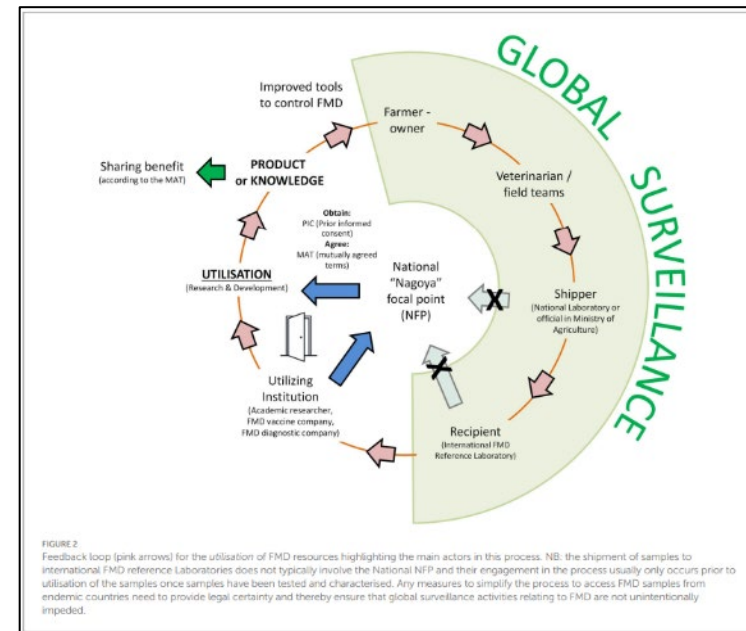 GLOBAL SURVEILLANCE
Improved tools
to control FMD
Farmer -
owner
Veterinarian /
field teams
Shipper
(National Laboratory or
official in Ministry of
Agriculture)
Recipient
(International FMD
Reference Laboratory)
Utilizing
Institution
(Academic researcher,
FMD vaccine company,
FMD diagnostic company)
UTILISATION
(Research & Development)
PRODUCT
or KNOWLEDGE
Sharing benefit
(according to the MAT)
Obtain:
PIC (Prior informed
consent)
Agree:
MAT (mutually agreed
terms)
National
"Nagoya"
focal point
(NFP)
X
X
FIGURE 2
Feedback loop (pink arrows) for the utilisation of FMD resources highlighting the main actors in this process. NB: the shipment of samples to
international FMD reference Laboratories does not typically involve the National NFP and their engagement in the process usually only occurs prior to
utilisation of the samples once samples have been tested and characterised. Any measures to simplify the process to access FMD samples from
endemic countries need to provide legal certainty and thereby ensure that global surveillance activities relating to FMD are not unintentionally
impeded.